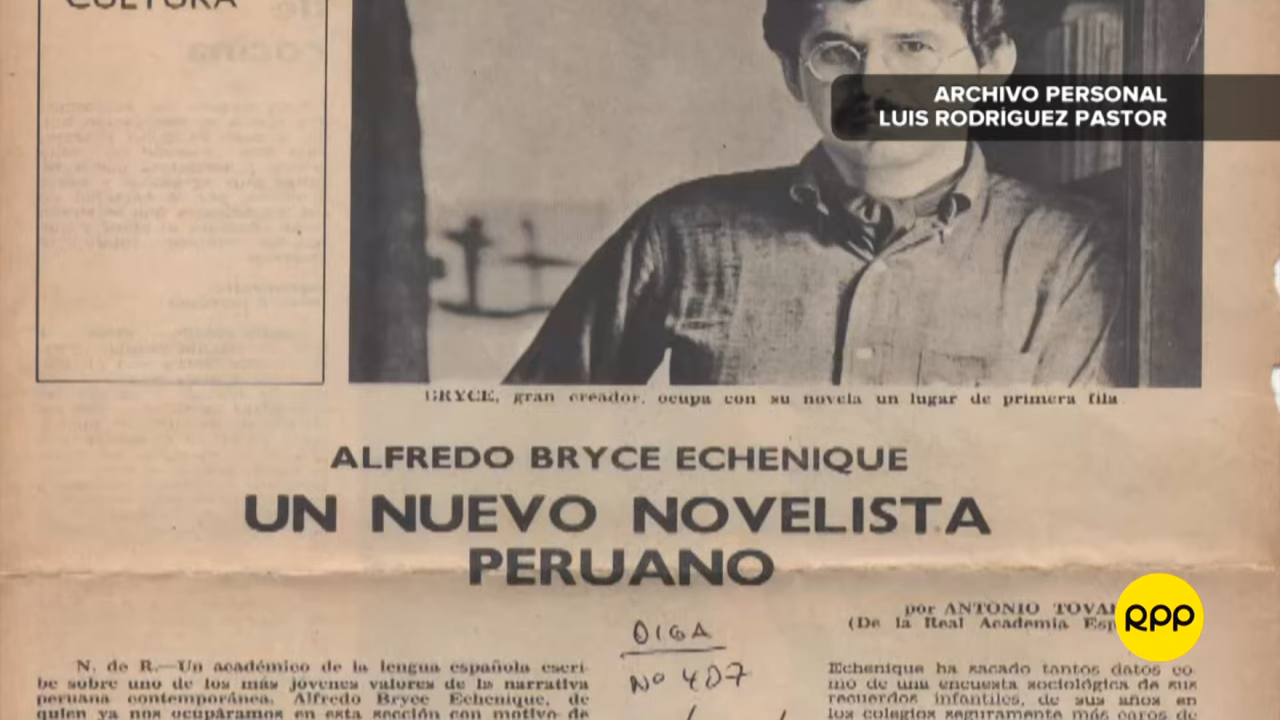 CULTURA
ARCHIVO PERSONAL
LUIS RODRÍGUEZ PASTOR
BRYCE, gran creador, ocupa con su novela un lugar de primera fila
ALFREDO BRYCE ECHENIQUE
UN NUEVO NOVELISTA
PERUANO
por ANTONIO TOVAR
(De la Real Academia Esp
OIGA
Nº 407
N. de R.—Un académico de la lengua española escri-
be sobre uno de los más jóvenes valores de la narrativa
peruana contemporánea, Alfredo Bryce Echenique, de
quien ya nos ocupáramos en esta sección con motivo de
Echenique ha sacado tantos datos co-
mo de una encuesta sociológica de sus
recuerdos infantiles, de sus años en
los colegios seguramente más caros de
rpp